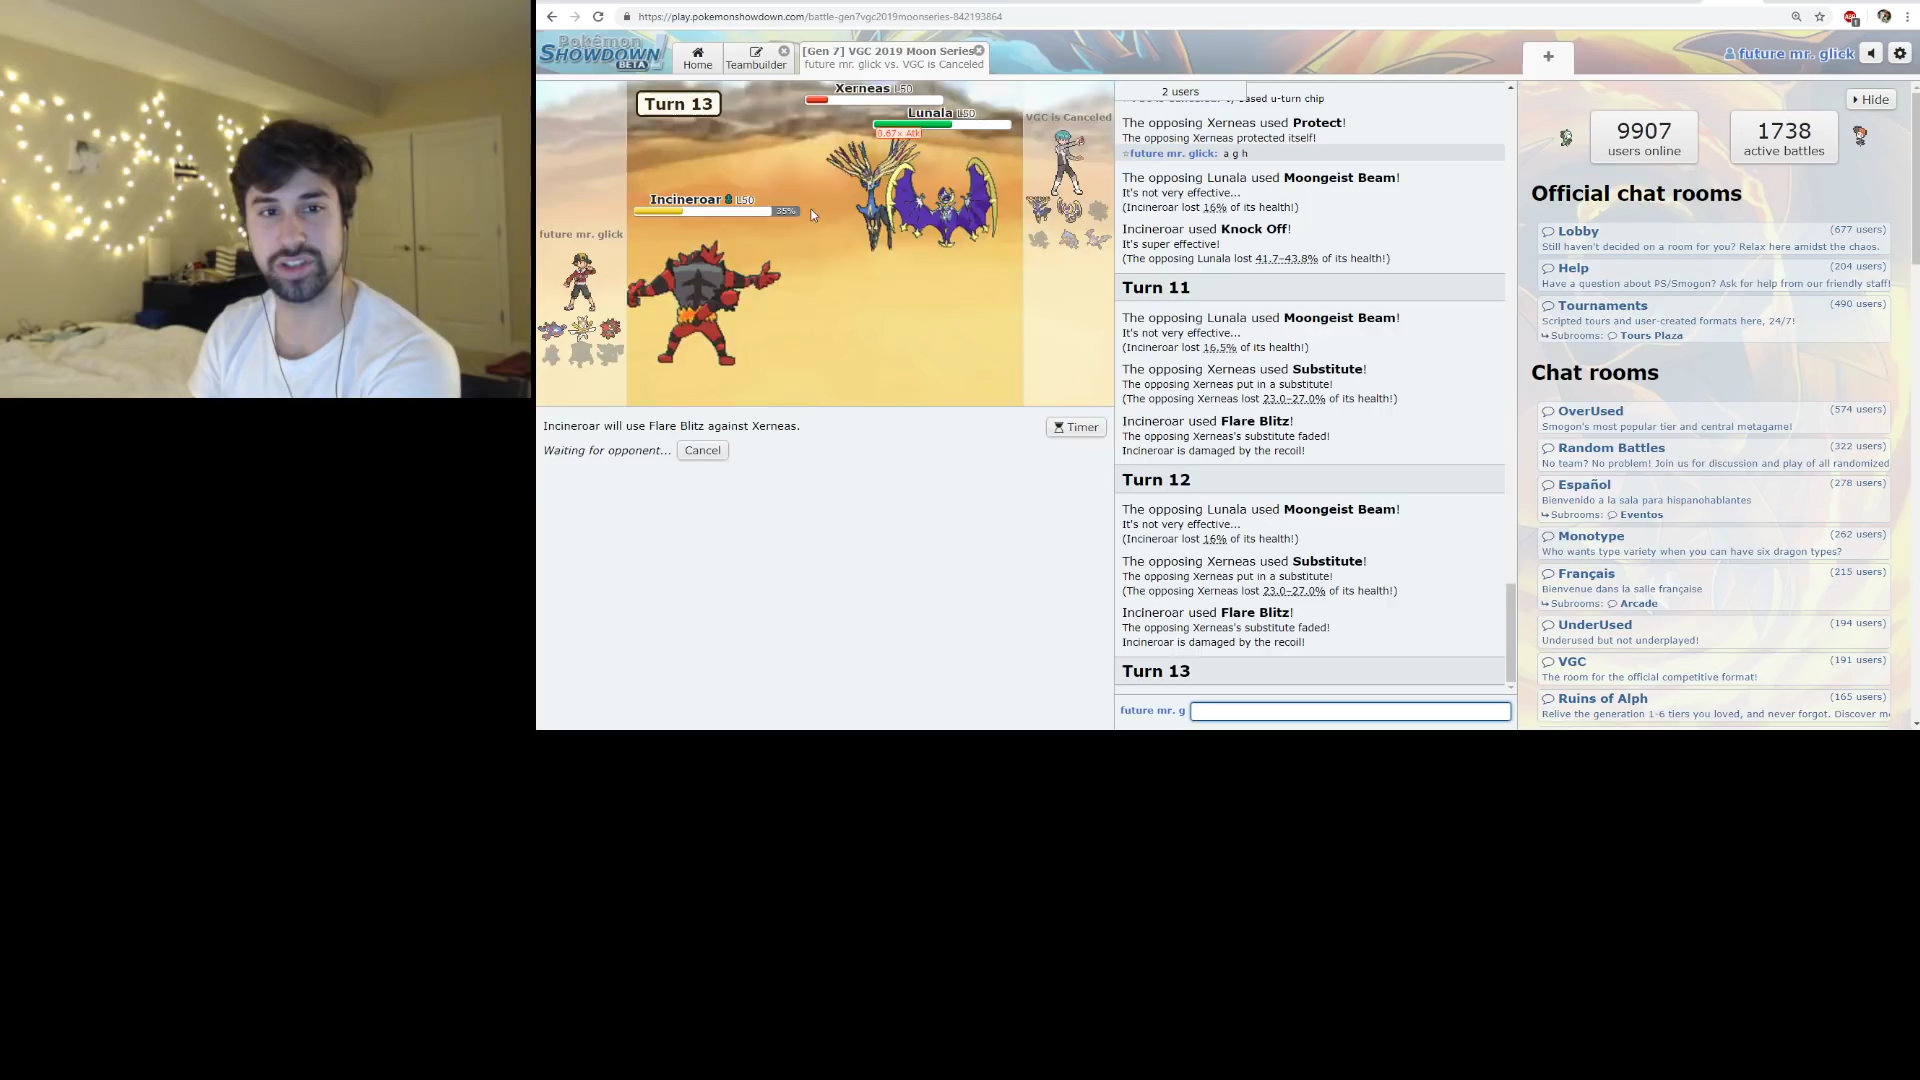 https://play.pokemonshowdown.com/battle-gen7vgc2019moonseries-842193864
Pokémon
SHOWDOWN
BETA
Home
Teambuilder
[Gen 7] VGC 2019 Moon Series
future mr. glick vs. VGC is Canceled
+
future mr. glick
Turn 13
Xerneas L50
Lunala L50
0.67× Atk
VGC is Canceled
Incineroar L50
35%
future mr. glick
Incineroar will use Flare Blitz against Xerneas.
Waiting for opponent...
Cancel
Timer
2 users
based u-turn chip
The opposing Xerneas used Protect!
The opposing Xerneas protected itself!
☆future mr. glick: a g h
The opposing Lunala used Moongeist Beam!
It's not very effective...
(Incineroar lost 16% of its health!)
Incineroar used Knock Off!
It's super effective!
(The opposing Lunala lost 41.7–43.8% of its health!)
Turn 11
The opposing Lunala used Moongeist Beam!
It's not very effective...
(Incineroar lost 16.5% of its health!)
The opposing Xerneas used Substitute!
The opposing Xerneas put in a substitute!
(The opposing Xerneas lost 23.0–27.0% of its health!)
Incineroar used Flare Blitz!
The opposing Xerneas's substitute faded!
Incineroar is damaged by the recoil!
Turn 12
The opposing Lunala used Moongeist Beam!
It's not very effective...
(Incineroar lost 16% of its health!)
The opposing Xerneas used Substitute!
The opposing Xerneas put in a substitute!
(The opposing Xerneas lost 23.0–27.0% of its health!)
Incineroar used Flare Blitz!
The opposing Xerneas's substitute faded!
Incineroar is damaged by the recoil!
Turn 13
future mr. g
Hide
9907
users online
1738
active battles
Official chat rooms
Lobby (677 users)
Still haven't decided on a room for you? Relax here amidst the chaos.
Help (204 users)
Have a question about PS/Smogon? Ask for help from our friendly staff!
Tournaments (490 users)
Scripted tours and user-created formats here, 24/7!
Subrooms: Tours Plaza
Chat rooms
OverUsed (574 users)
Smogon's most popular tier and central metagame!
Random Battles (322 users)
No team? No problem! Join us for discussion and play of all randomized
Español (278 users)
Bienvenido a la sala para hispanohablantes
Subrooms: Eventos
Monotype (262 users)
Who wants type variety when you can have six dragon types?
Français (215 users)
Bienvenue dans la salle française
Subrooms: Arcade
UnderUsed (194 users)
Underused but not underplayed!
VGC (191 users)
The room for the official competitive format!
Ruins of Alph (165 users)
Relive the generation 1-6 tiers you loved, and never forgot. Discover m